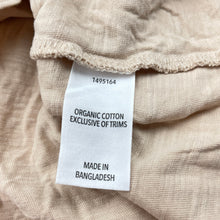 1495164
ORGANIC COTTON
EXCLUSIVE OF TRIMS
MADE IN
BANGLADESH